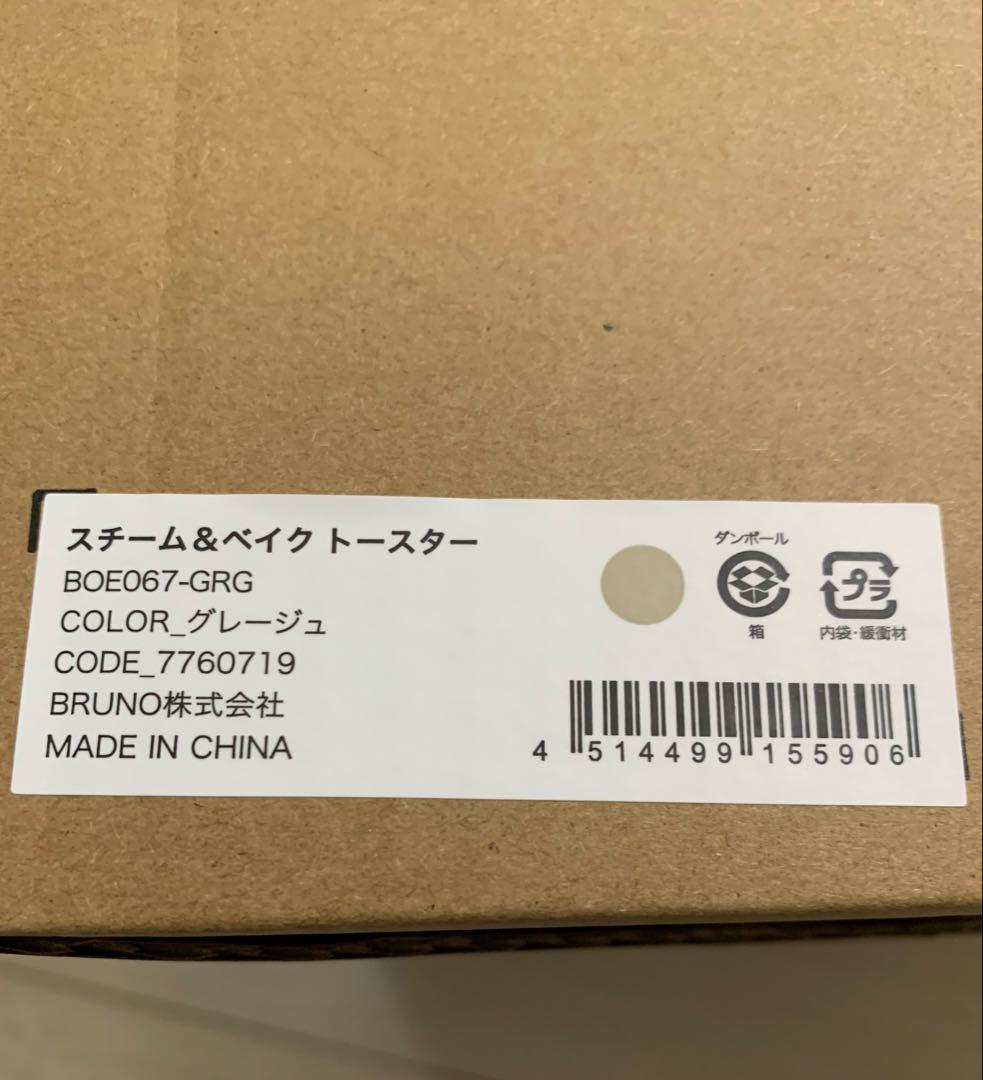 スチーム&ベイク トースター
BOE067-GRG
COLOR_グレージュ
CODE_7760719
BRUNO株式会社
MADE IN CHINA
ダンボール
箱
プラ
内袋・緩衝材
4 514499 155906